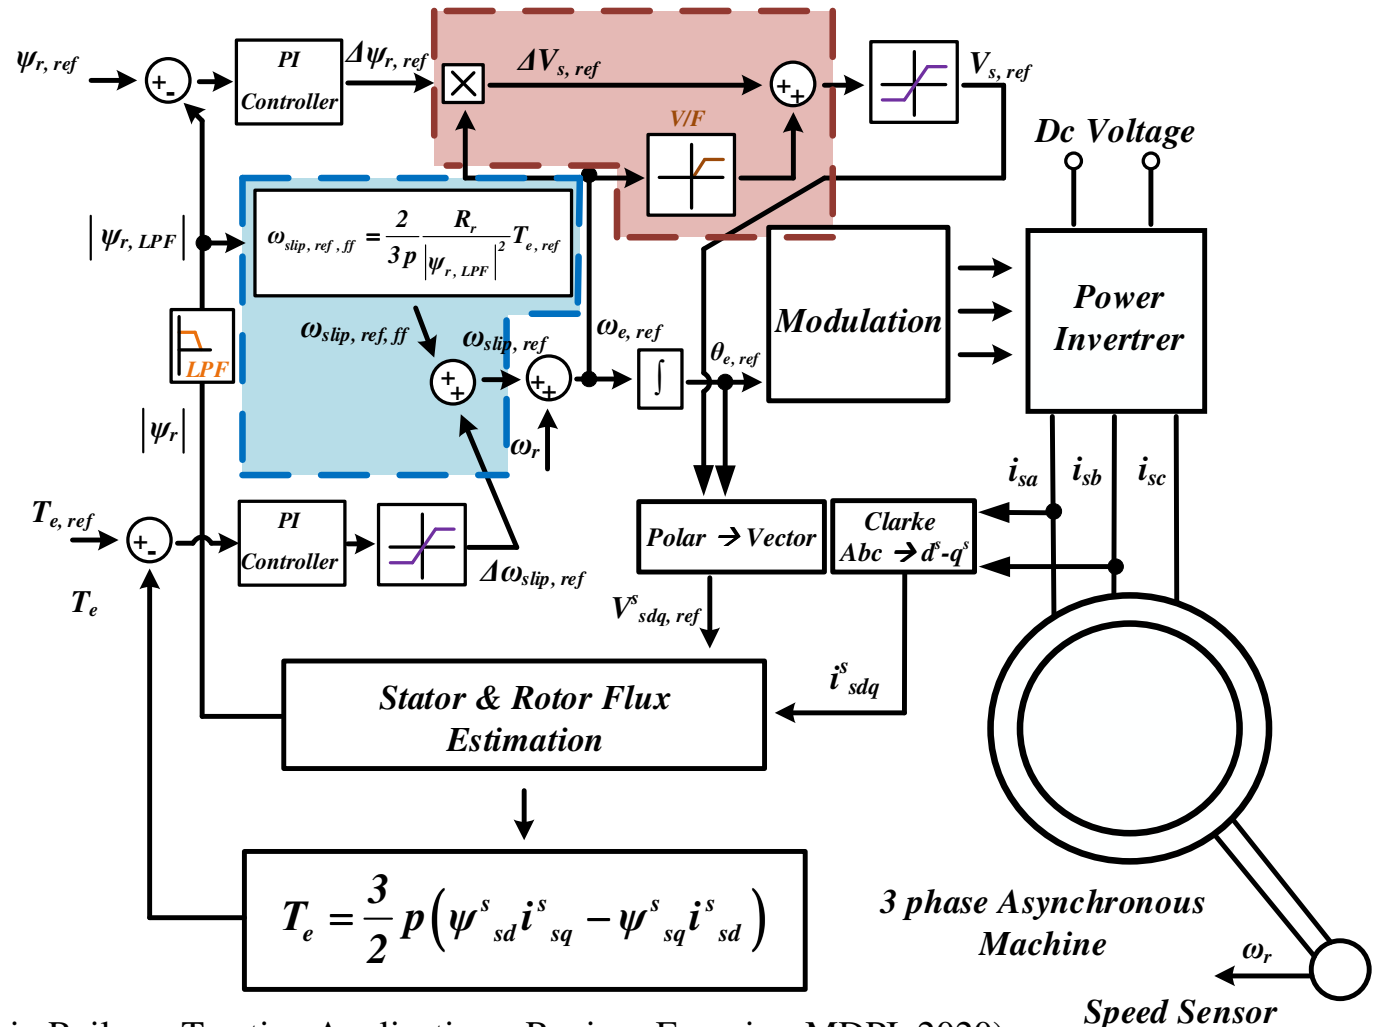 ψr, ref
+
-
PI
Controller
Δψr, ref
×
ΔVs, ref
+
+
Vs, ref
V/F
Dc Voltage
|ψr, LPF|
ωslip, ref, ff = 2/3p Rr/|ψr, LPF|² Te, ref
LPF
ωslip, ref, ff
ωslip, ref
+
+
+
+
ωe, ref
∫
θe, ref
Modulation
Power
Invertrer
|ψr|
ωr
isa
isb
isc
Te, ref
+
-
PI
Controller
Δωslip, ref
Polar → Vector
Clarke
Abc → dˢ-qˢ
Te
Vˢsdq, ref
iˢsdq
Stator & Rotor Flux
Estimation
Te = 3/2 p(ψˢsd iˢsq − ψˢsq iˢsd)
3 phase Asynchronous
Machine
ωr
Speed Sensor